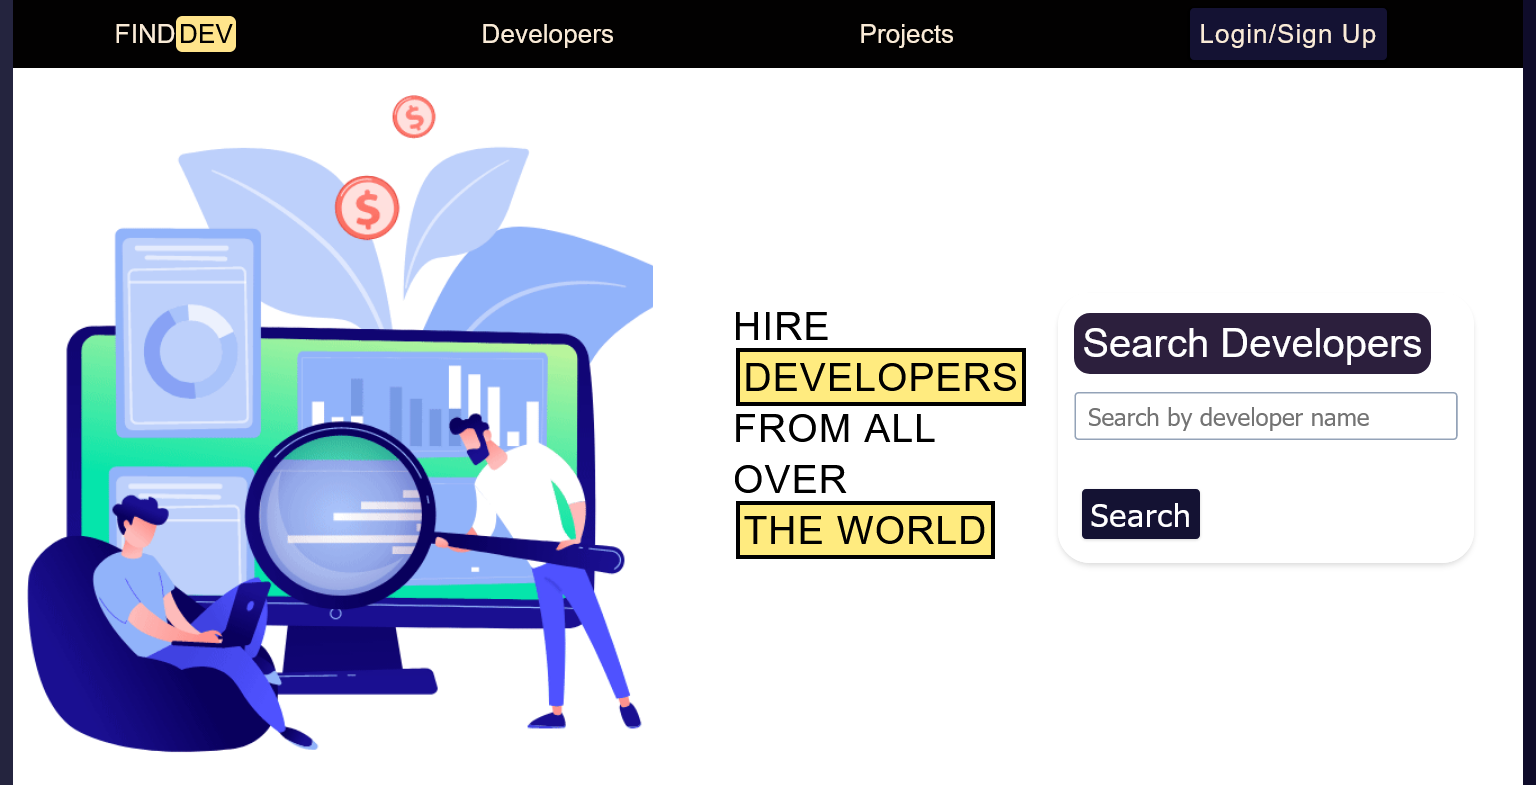 FINDDEV
Developers
Projects
Login/Sign Up
$
$
HIRE
DEVELOPERS
FROM ALL
OVER
THE WORLD
Search Developers
Search by developer name
Search